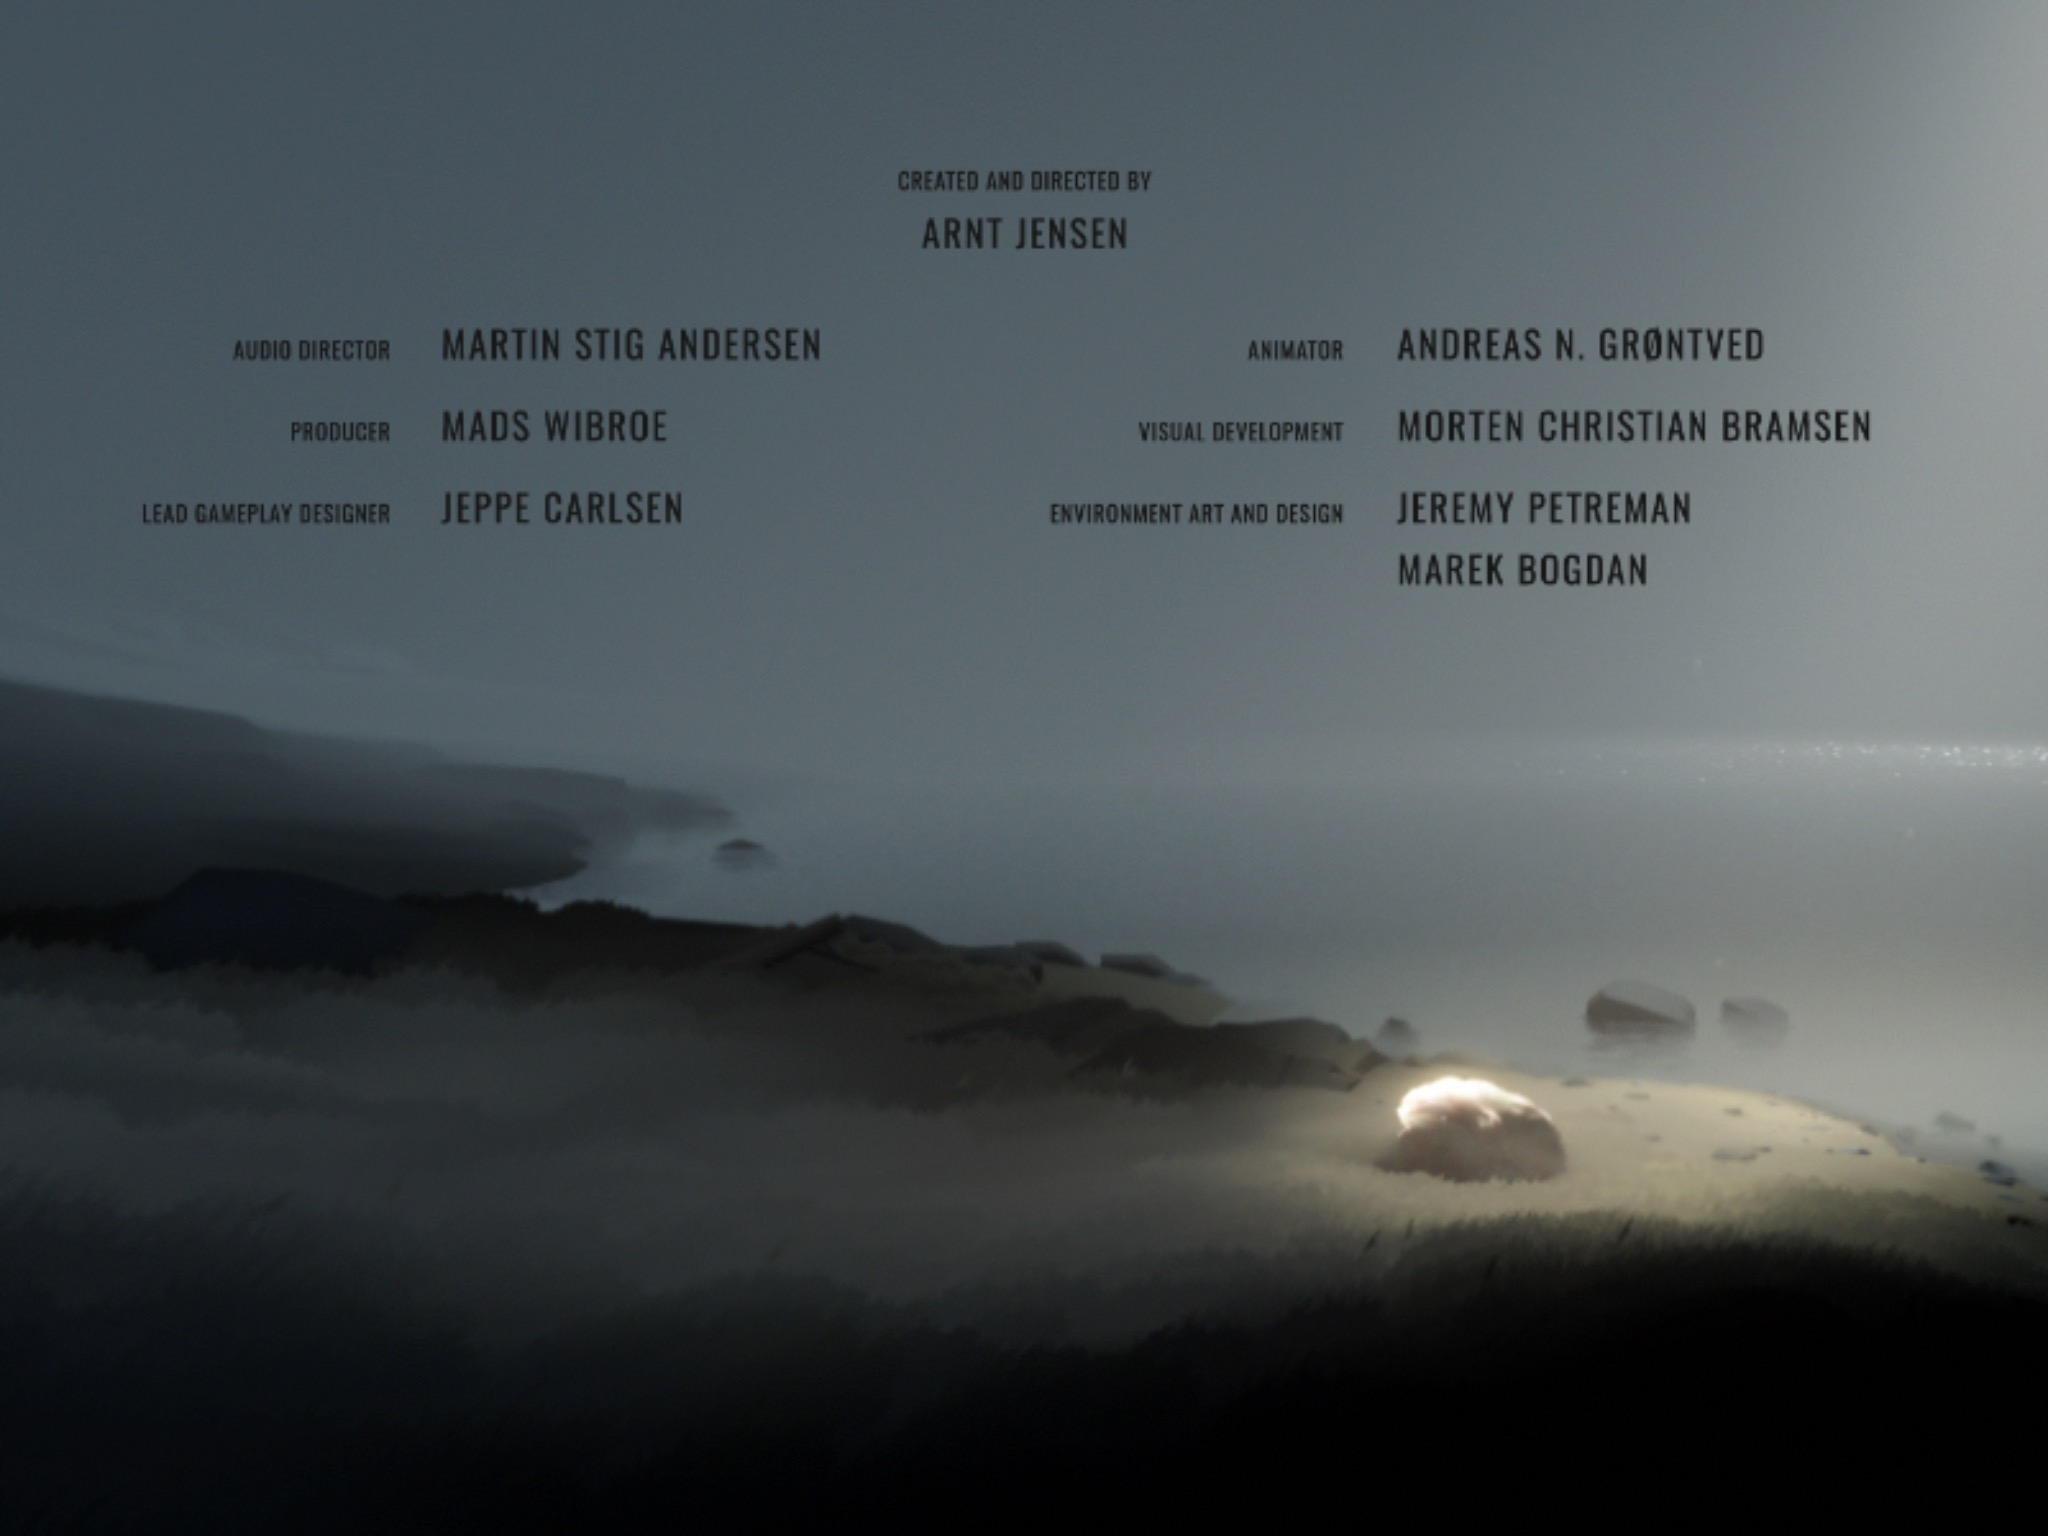 CREATED AND DIRECTED BY
ARNT JENSEN
AUDIO DIRECTOR MARTIN STIG ANDERSEN
PRODUCER MADS WIBROE
LEAD GAMEPLAY DESIGNER JEPPE CARLSEN
ANIMATOR ANDREAS N. GRØNTVED
VISUAL DEVELOPMENT MORTEN CHRISTIAN BRAMSEN
ENVIRONMENT ART AND DESIGN JEREMY PETREMAN
MAREK BOGDAN